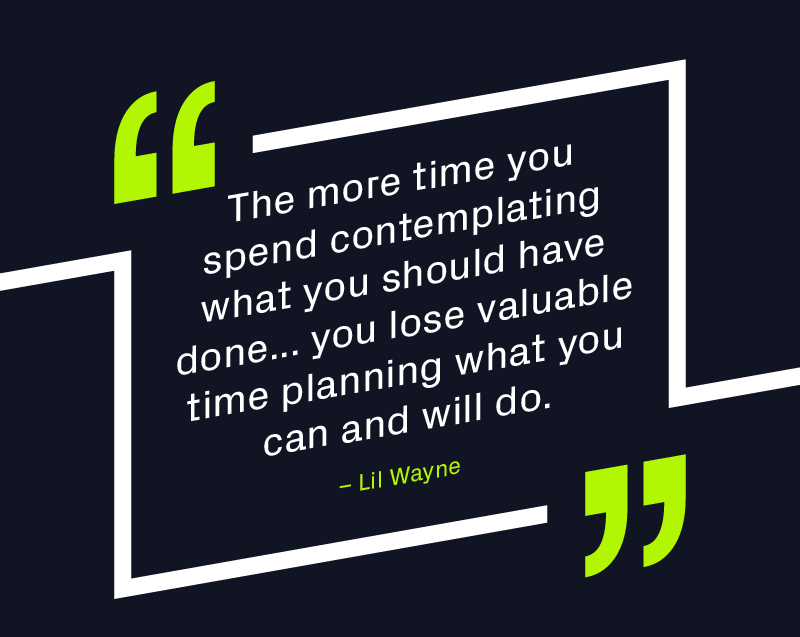 “
The more time you
spend contemplating
what you should have
done... you lose valuable
time planning what you
can and will do.
– Lil Wayne
”